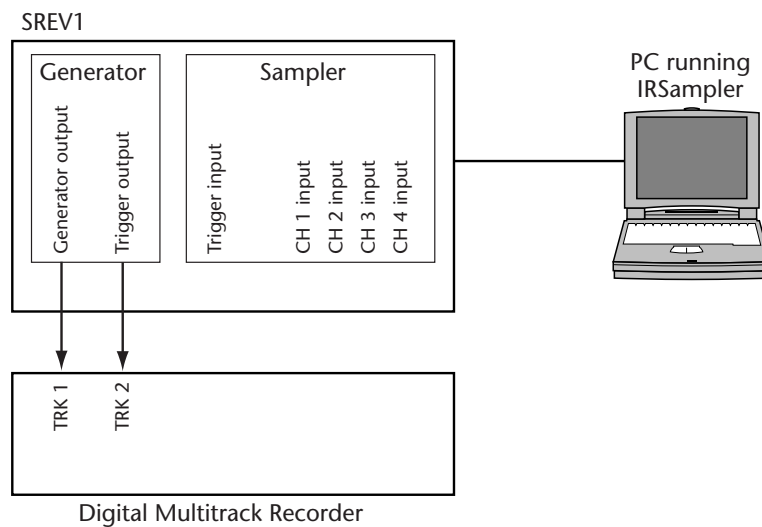 SREV1
Generator
Sampler
PC running
IRSampler
Generator output
Trigger output
Trigger input
CH 1 input
CH 2 input
CH 3 input
CH 4 input
TRK 1
TRK 2
Digital Multitrack Recorder